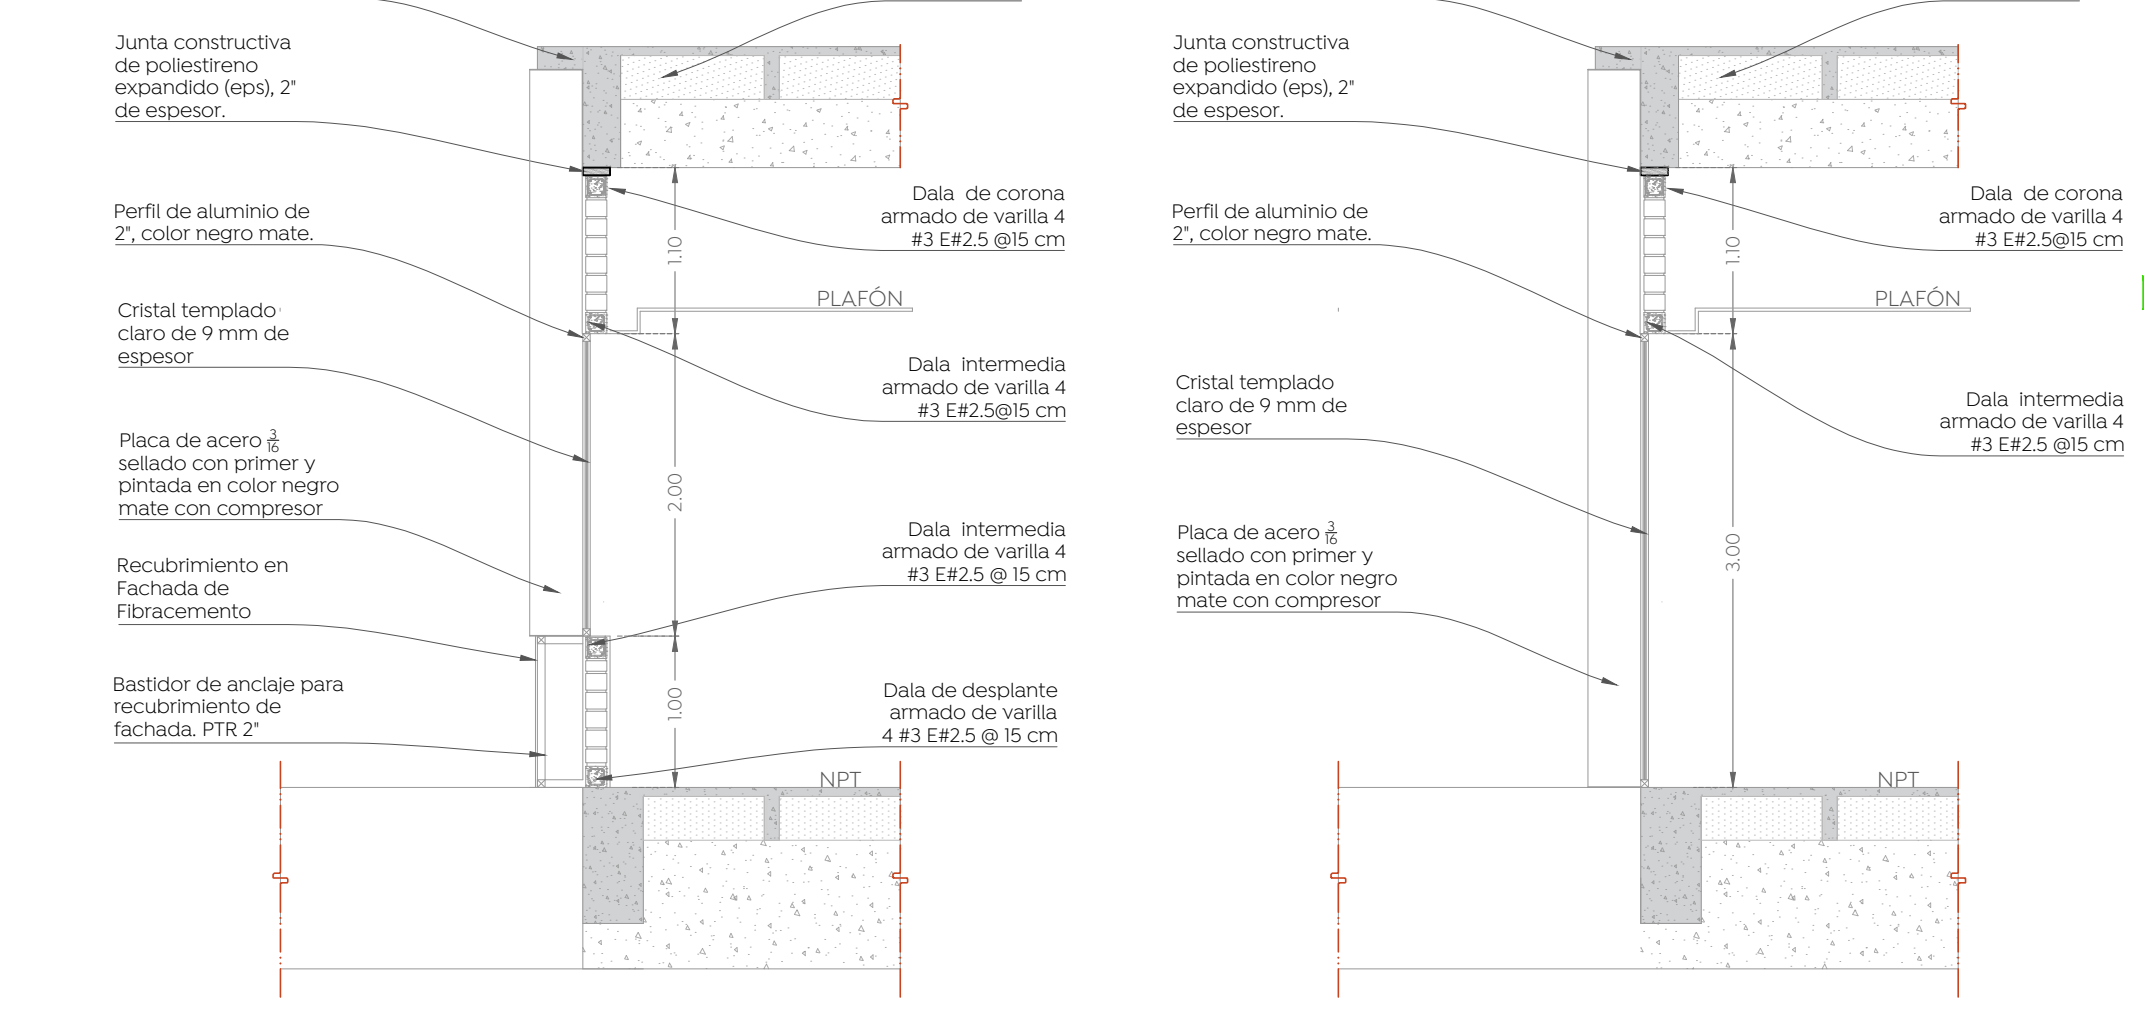 Junta constructiva
de poliestireno
expandido (eps), 2"
de espesor.
Perfil de aluminio de
2", color negro mate.
Cristal templado
claro de 9 mm de
espesor
Placa de acero 3/16
sellado con primer y
pintada en color negro
mate con compresor
Recubrimiento en
Fachada de
Fibracemento
Bastidor de anclaje para
recubrimiento de
fachada. PTR 2"
Dala de corona
armado de varilla 4
#3 E#2.5 @15 cm
1.10
PLAFÓN
Dala intermedia
armado de varilla 4
#3 E#2.5@15 cm
2.00
Dala intermedia
armado de varilla 4
#3 E#2.5 @ 15 cm
1.00
Dala de desplante
armado de varilla
4 #3 E#2.5 @ 15 cm
NPT
Junta constructiva
de poliestireno
expandido (eps), 2"
de espesor.
Perfil de aluminio de
2", color negro mate.
Cristal templado
claro de 9 mm de
espesor
Placa de acero 3/16
sellado con primer y
pintada en color negro
mate con compresor
Dala de corona
armado de varilla 4
#3 E#2.5@15 cm
1.10
PLAFÓN
Dala intermedia
armado de varilla 4
#3 E#2.5 @15 cm
3.00
NPT